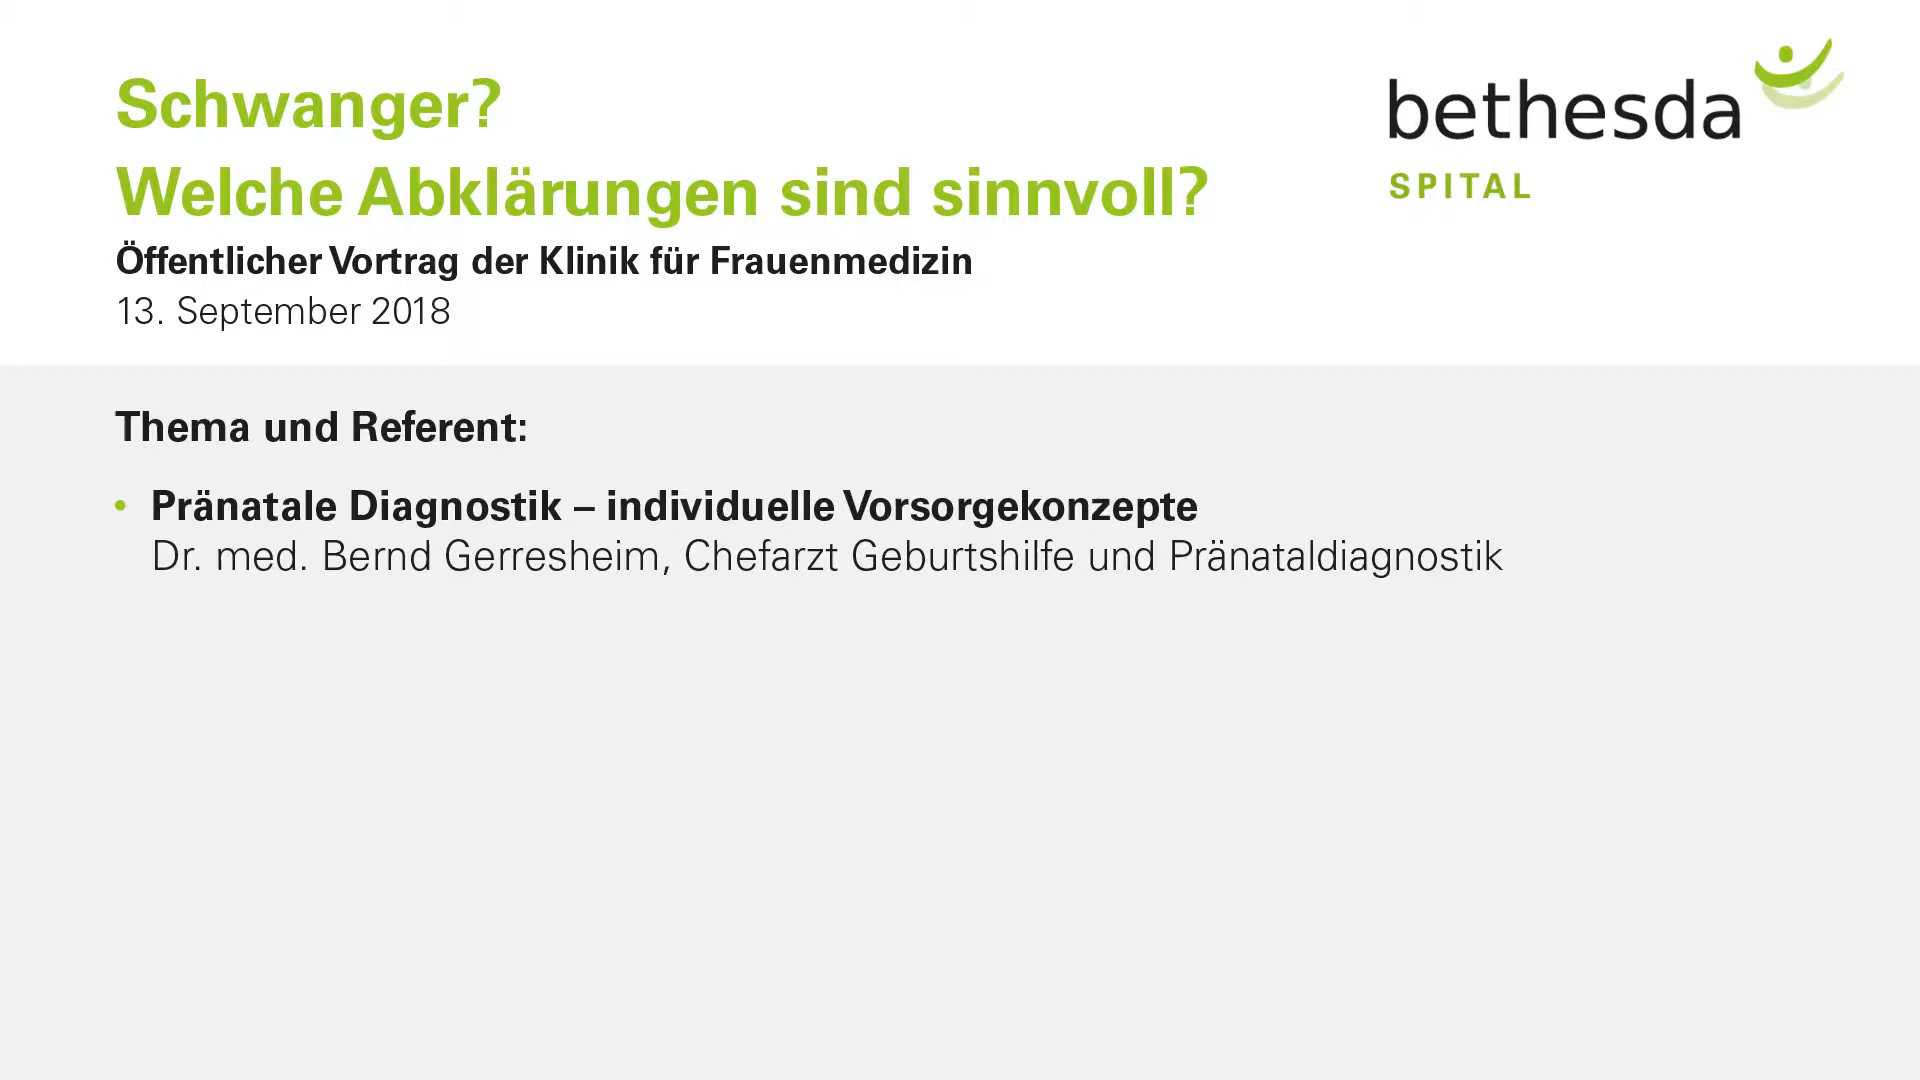 Schwanger?
Welche Abklärungen sind sinnvoll?
Öffentlicher Vortrag der Klinik für Frauenmedizin
13. September 2018
bethesda
SPITAL
Thema und Referent:
• Pränatale Diagnostik – individuelle Vorsorgekonzepte
Dr. med. Bernd Gerresheim, Chefarzt Geburtshilfe und Pränataldiagnostik